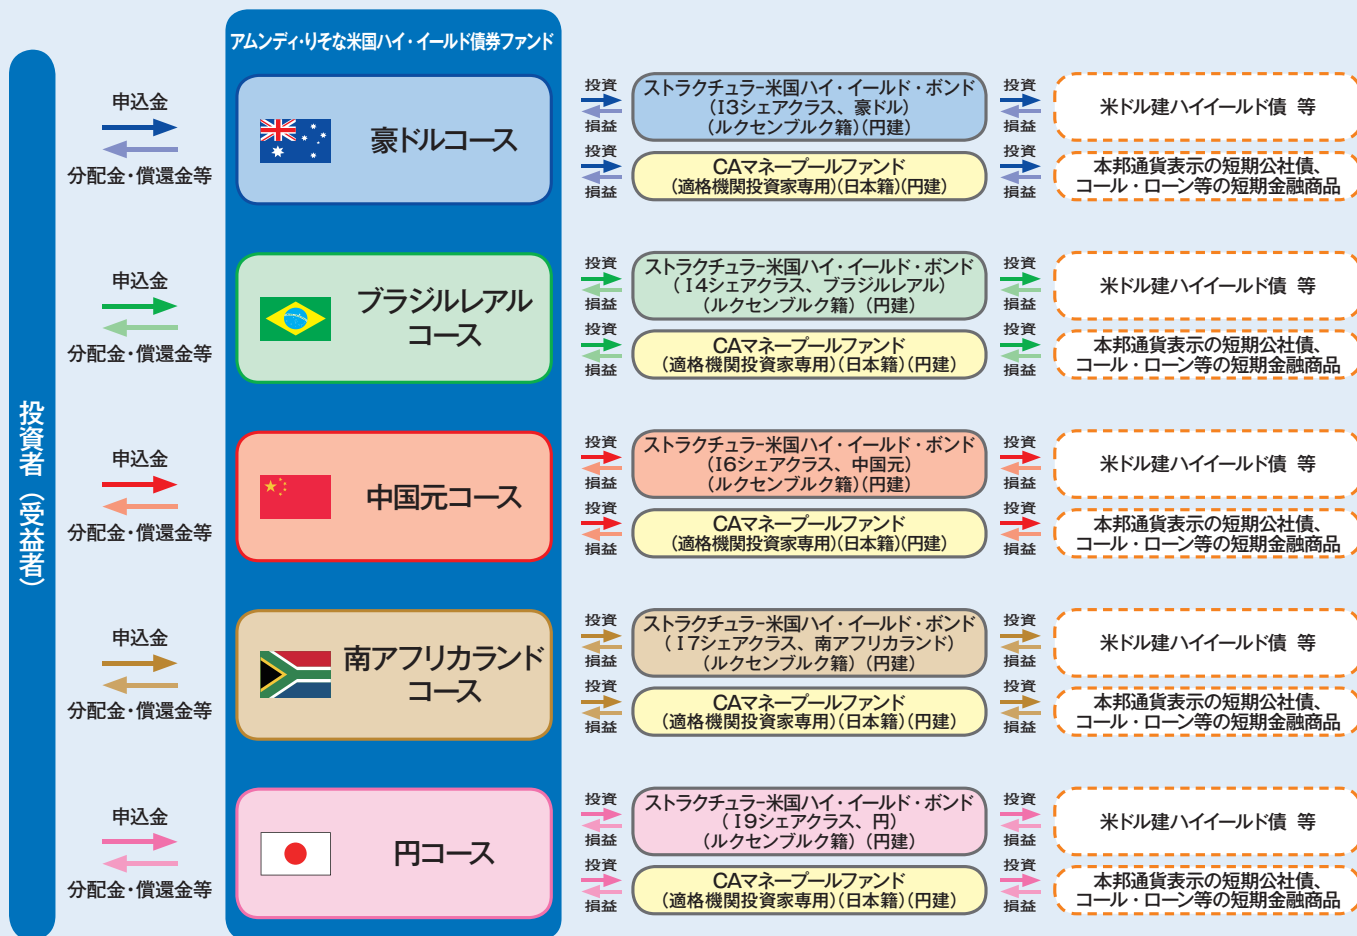 アムンディ・りそな米国ハイ・イールド債券ファンド
投資者（受益者）
申込金
分配金・償還金等
豪ドルコース
投資
損益
ストラクチュラ-米国ハイ・イールド・ボンド
(I3シェアクラス、豪ドル)
(ルクセンブルク籍)(円建)
投資
損益
米ドル建ハイイールド債 等
投資
損益
CAマネープールファンド
(適格機関投資家専用)(日本籍)(円建)
投資
損益
本邦通貨表示の短期公社債、
コール・ローン等の短期金融商品
申込金
分配金・償還金等
ブラジルレアル
コース
投資
損益
ストラクチュラ-米国ハイ・イールド・ボンド
(I4シェアクラス、ブラジルレアル)
(ルクセンブルク籍)(円建)
投資
損益
米ドル建ハイイールド債 等
投資
損益
CAマネープールファンド
(適格機関投資家専用)(日本籍)(円建)
投資
損益
本邦通貨表示の短期公社債、
コール・ローン等の短期金融商品
申込金
分配金・償還金等
中国元コース
投資
損益
ストラクチュラ-米国ハイ・イールド・ボンド
(I6シェアクラス、中国元)
(ルクセンブルク籍)(円建)
投資
損益
米ドル建ハイイールド債 等
投資
損益
CAマネープールファンド
(適格機関投資家専用)(日本籍)(円建)
投資
損益
本邦通貨表示の短期公社債、
コール・ローン等の短期金融商品
申込金
分配金・償還金等
南アフリカランド
コース
投資
損益
ストラクチュラ-米国ハイ・イールド・ボンド
(I7シェアクラス、南アフリカランド)
(ルクセンブルク籍)(円建)
投資
損益
米ドル建ハイイールド債 等
投資
損益
CAマネープールファンド
(適格機関投資家専用)(日本籍)(円建)
投資
損益
本邦通貨表示の短期公社債、
コール・ローン等の短期金融商品
申込金
分配金・償還金等
円コース
投資
損益
ストラクチュラ-米国ハイ・イールド・ボンド
(I9シェアクラス、円)
(ルクセンブルク籍)(円建)
投資
損益
米ドル建ハイイールド債 等
投資
損益
CAマネープールファンド
(適格機関投資家専用)(日本籍)(円建)
投資
損益
本邦通貨表示の短期公社債、
コール・ローン等の短期金融商品